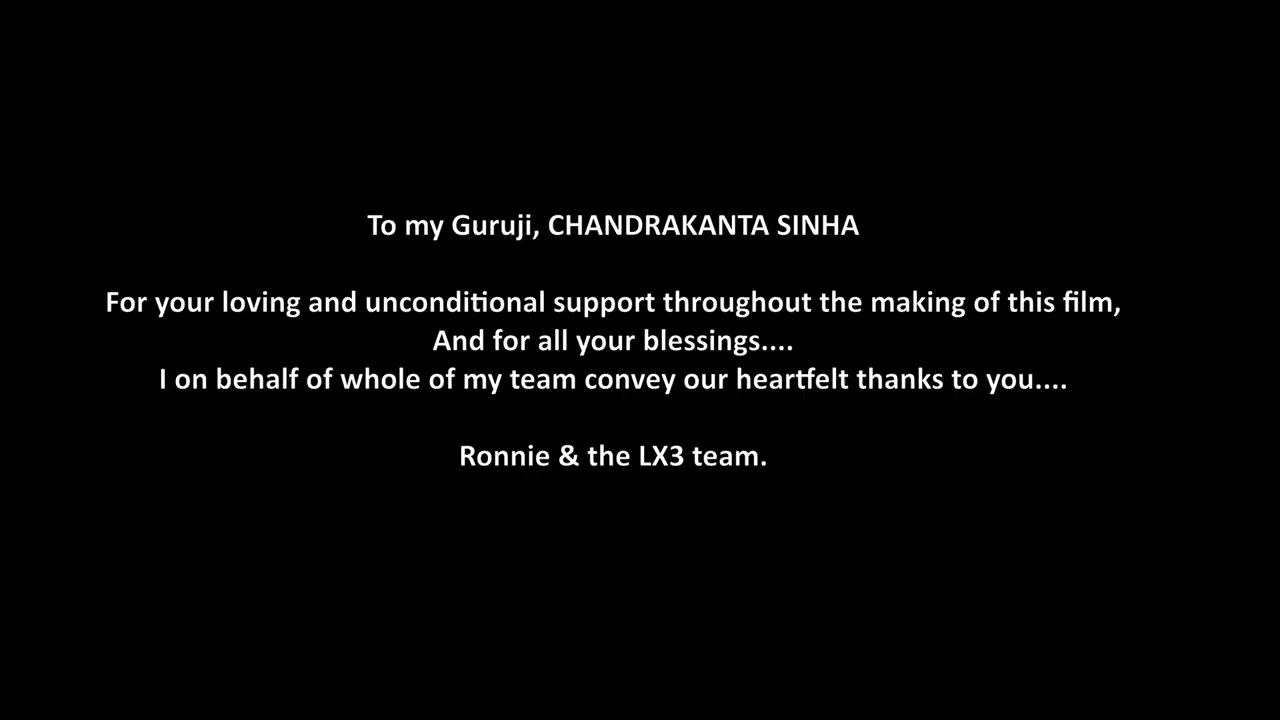 To my Guruji, CHANDRAKANTA SINHA
For your loving and unconditional support throughout the making of this film,
And for all your blessings....
I on behalf of whole of my team convey our heartfelt thanks to you....
Ronnie & the LX3 team.